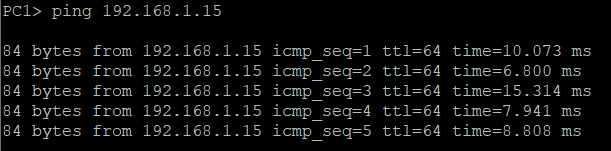 PC1> ping 192.168.1.15
84 bytes from 192.168.1.15 icmp_seq=1 ttl=64 time=10.073 ms
84 bytes from 192.168.1.15 icmp_seq=2 ttl=64 time=6.800 ms
84 bytes from 192.168.1.15 icmp_seq=3 ttl=64 time=15.314 ms
84 bytes from 192.168.1.15 icmp_seq=4 ttl=64 time=7.941 ms
84 bytes from 192.168.1.15 icmp_seq=5 ttl=64 time=8.808 ms